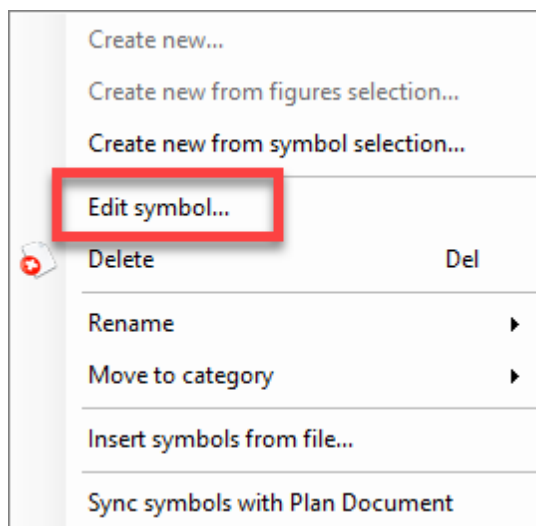 Create new...
Create new from figures selection...
Create new from symbol selection...
Edit symbol...
Delete Del
Rename
Move to category
Insert symbols from file...
Sync symbols with Plan Document